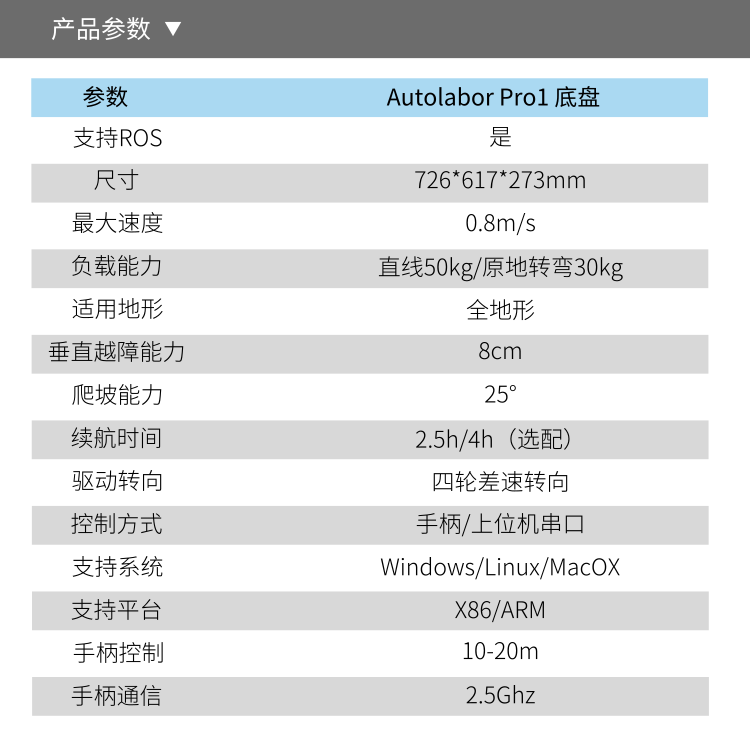 产品参数 ▼
参数 Autolabor Pro1 底盘
支持ROS 是
尺寸 726*617*273mm
最大速度 0.8m/s
负载能力 直线50kg/原地转弯30kg
适用地形 全地形
垂直越障能力 8cm
爬坡能力 25°
续航时间 2.5h/4h（选配）
驱动转向 四轮差速转向
控制方式 手柄/上位机串口
支持系统 Windows/Linux/MacOX
支持平台 X86/ARM
手柄控制 10-20m
手柄通信 2.5Ghz